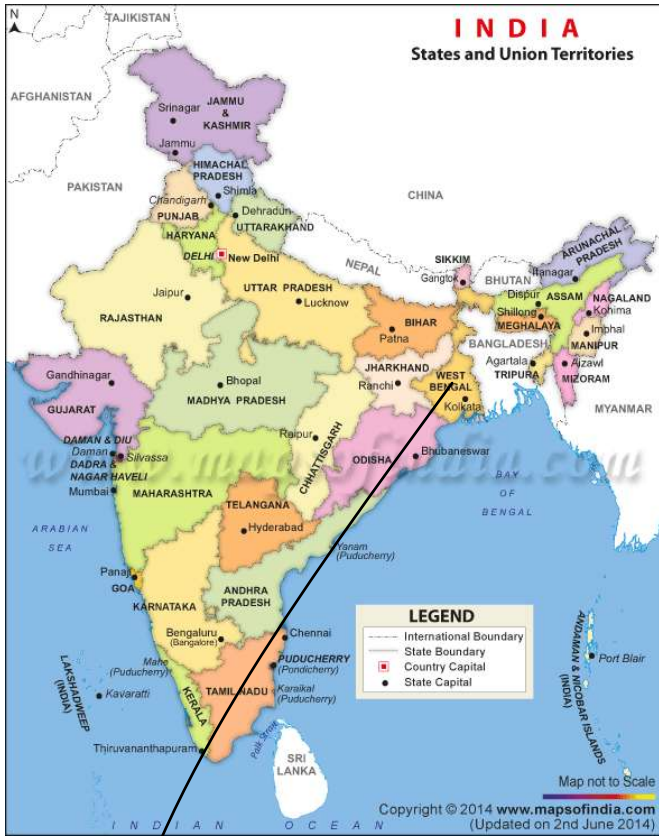 N
INDIA
States and Union Territories
TAJIKISTAN
AFGHANISTAN
JAMMU
&
KASHMIR
Srinagar
Jammu
PAKISTAN
HIMACHAL
PRADESH
Shimla
CHINA
Chandigarh
PUNJAB
Dehradun
UTTARAKHAND
HARYANA
DELHI
New Delhi
NEPAL
SIKKIM
Gangtok
BHUTAN
ARUNACHAL
PRADESH
Itanagar
Jaipur
RAJASTHAN
UTTAR PRADESH
Lucknow
BIHAR
Patna
Dispur
ASSAM
NAGALAND
Kohima
Shillong
MEGHALAYA
Imphal
MANIPUR
BANGLADESH
Agartala
TRIPURA
Aizawl
MIZORAM
MYANMAR
Gandhinagar
GUJARAT
Bhopal
MADHYA PRADESH
JHARKHAND
Ranchi
WEST
BENGAL
Kolkata
Raipur
CHHATTISGARH
ODISHA
Bhubaneswar
DAMAN & DIU
Daman
Silvassa
DADRA &
NAGAR HAVELI
Mumbai
MAHARASHTRA
www.mapsofindia.com
TELANGANA
Hyderabad
BAY
OF
BENGAL
ARABIAN
SEA
Yanam
(Puducherry)
Panaji
GOA
KARNATAKA
ANDHRA
PRADESH
Bengaluru
(Bangalore)
Chennai
LEGEND
International Boundary
State Boundary
Country Capital
State Capital
Mahe
(Puducherry)
PUDUCHERRY
(Pondicherry)
TAMIL NADU
Karaikal
(Puducherry)
KERALA
LAKSHADWEEP
(INDIA)
Kavaratti
ANDAMAN & NICOBAR ISLANDS
(INDIA)
Port Blair
Thiruvananthapuram
Palk Strait
SRI
LANKA
Map not to Scale
Copyright © 2014 www.mapsofindia.com
(Updated on 2nd June 2014)
INDIAN OCEAN